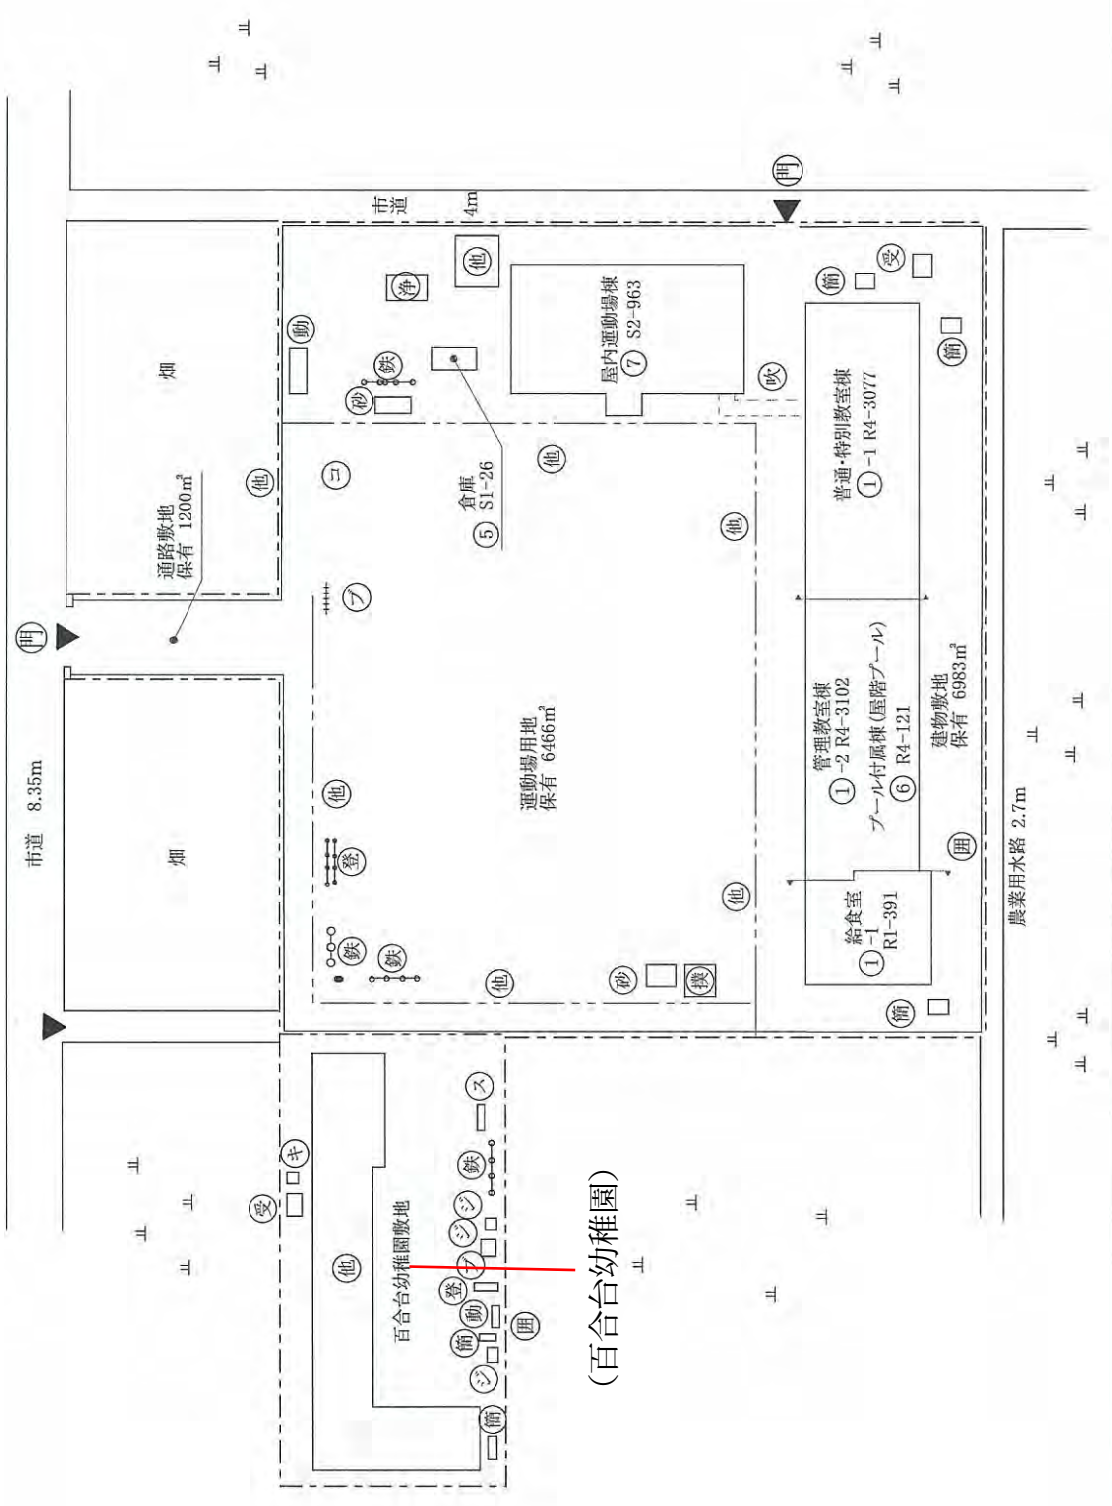 市道 8.35m
門
畑
畑
通路敷地
保有 1200㎡
受
キ
他
動
コ
ブ
他
登
鉄
鉄
他
砂
鉄
浄
市道
4m
他
百合台幼稚園敷地
簡
ジ
簡
動
登
ブ
ジ
ジ
鉄
ス
囲
(百合台幼稚園)
他
運動場用地
保有 6466㎡
倉庫
⑤ S1-26
他
屋内運動場棟
⑦ S2-963
砂
撲
他
他
吹
門
給食室
①-1
R1-391
管理教室棟
①-2 R4-3102
プール付属棟(屋階プール)
⑥ R4-121
普通・特別教室棟
①-1 R4-3077
簡
受
簡
簡
囲
建物敷地
保有 6983㎡
農業用水路 2.7m